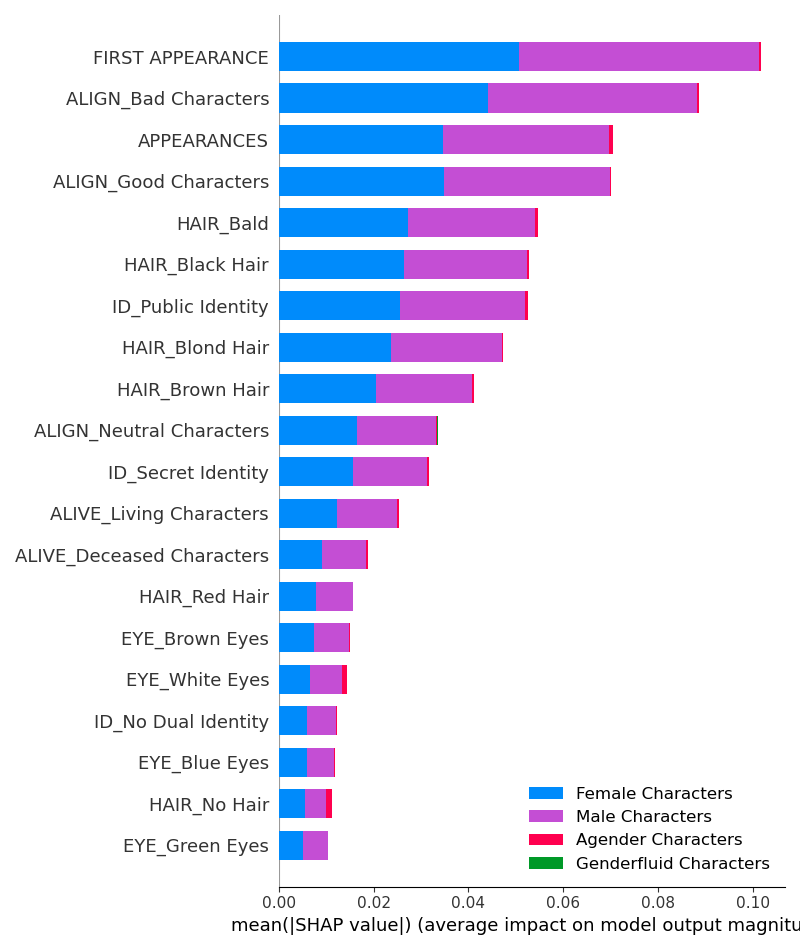 FIRST APPEARANCE
ALIGN_Bad Characters
APPEARANCES
ALIGN_Good Characters
HAIR_Bald
HAIR_Black Hair
ID_Public Identity
HAIR_Blond Hair
HAIR_Brown Hair
ALIGN_Neutral Characters
ID_Secret Identity
ALIVE_Living Characters
ALIVE_Deceased Characters
HAIR_Red Hair
EYE_Brown Eyes
EYE_White Eyes
ID_No Dual Identity
EYE_Blue Eyes
HAIR_No Hair
EYE_Green Eyes
Female Characters
Male Characters
Agender Characters
Genderfluid Characters
0.00 0.02 0.04 0.06 0.08 0.10
mean(|SHAP value|) (average impact on model output magnitu